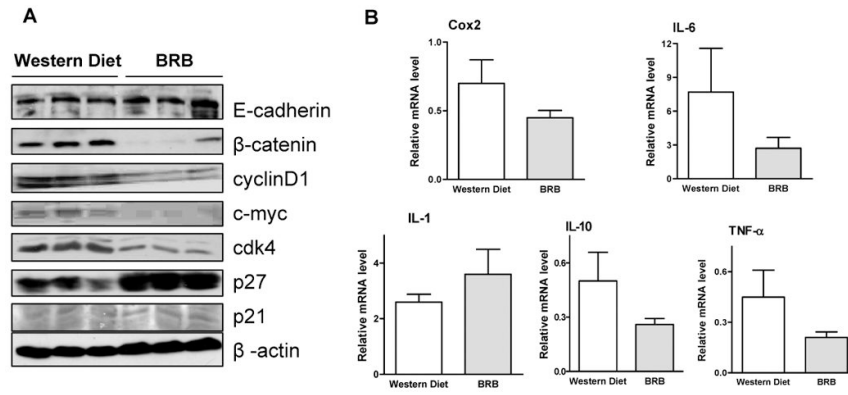 A
Western Diet BRB
E-cadherin
β-catenin
cyclinD1
c-myc
cdk4
p27
p21
β -actin
B
Cox2
Relative mRNA level
1.0
0.5
0.0
Western Diet BRB
IL-6
Relative mRNA level
12
9
6
3
0
Western Diet BRB
IL-1
Relative mRNA level
4
2
0
Western Diet BRB
IL-10
Relative mRNA level
0.6
0.3
0.0
Western Diet BRB
TNF-α
Relative mRNA level
0.6
0.3
0.0
Western Diet BRB